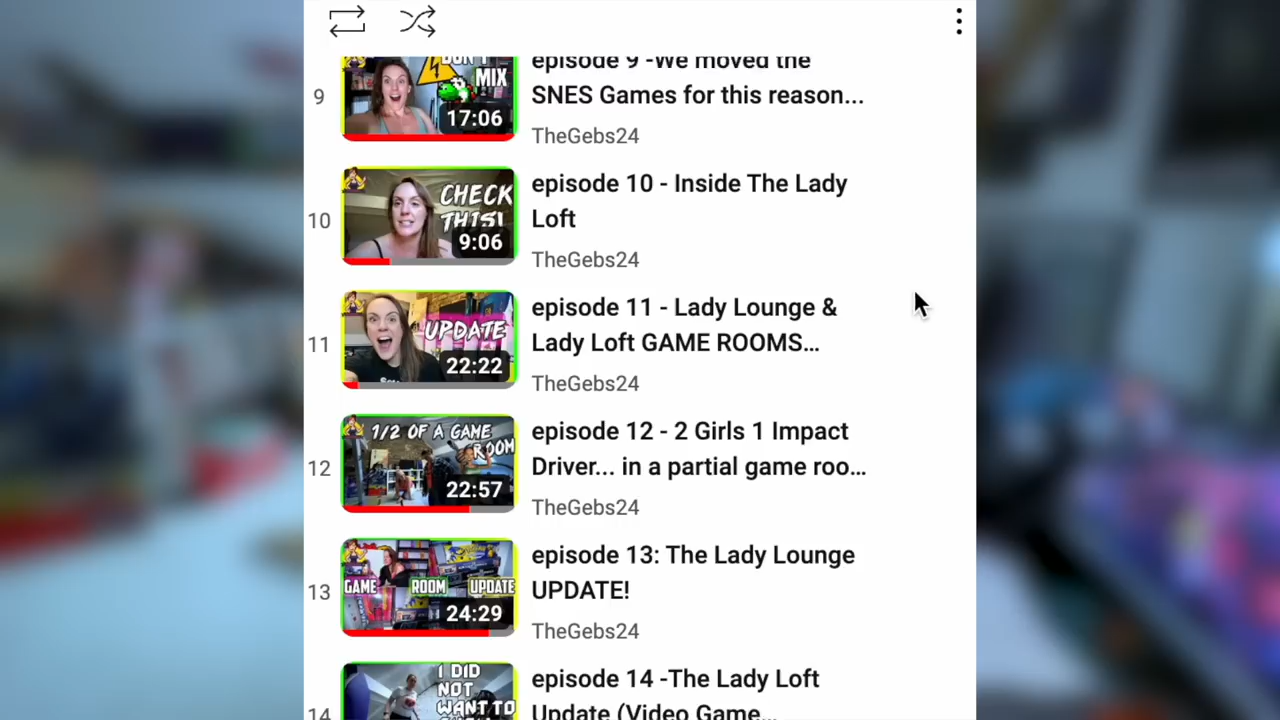 9
DON'T
MIX
17:06
episode 9 -We moved the
SNES Games for this reason...
TheGebs24
10
CHECK
THIS!
9:06
episode 10 - Inside The Lady
Loft
TheGebs24
11
UPDATE
22:22
episode 11 - Lady Lounge &
Lady Loft GAME ROOMS...
TheGebs24
12
1/2 OF A GAME
ROOM
22:57
episode 12 - 2 Girls 1 Impact
Driver... in a partial game roo...
TheGebs24
13
GAME ROOM UPDATE
24:29
episode 13: The Lady Lounge
UPDATE!
TheGebs24
14
I DID
NOT
WANT TO
episode 14 -The Lady Loft
Update (Video Game...